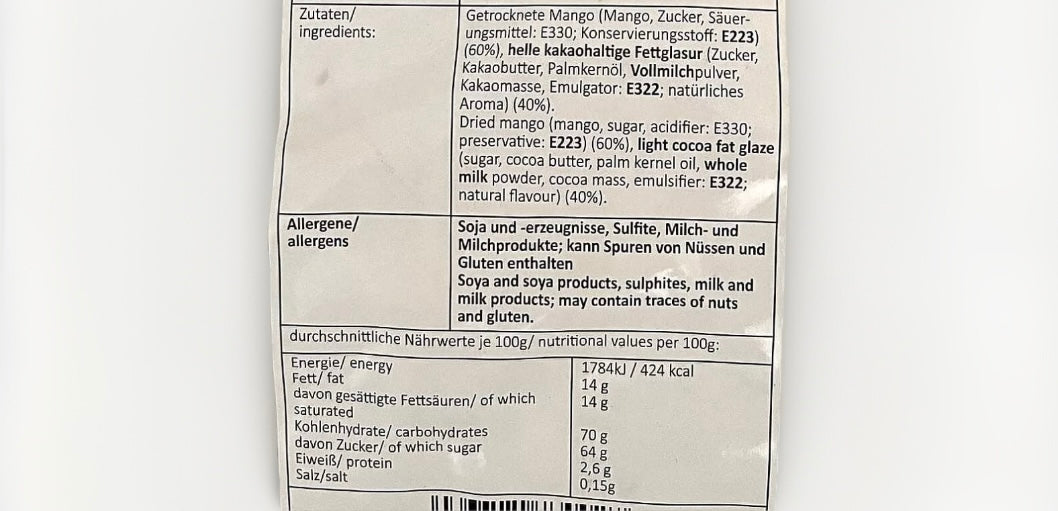 Zutaten/
ingredients:
Getrocknete Mango (Mango, Zucker, Säuer-
ungsmittel: E330; Konservierungsstoff: E223)
(60%), helle kakaohaltige Fettglasur (Zucker,
Kakaobutter, Palmkernöl, Vollmilchpulver,
Kakaomasse, Emulgator: E322; natürliches
Aroma) (40%).
Dried mango (mango, sugar, acidifier: E330;
preservative: E223) (60%), light cocoa fat glaze
(sugar, cocoa butter, palm kernel oil, whole
milk powder, cocoa mass, emulsifier: E322;
natural flavour) (40%).
Allergene/
allergens
Soja und -erzeugnisse, Sulfite, Milch- und
Milchprodukte; kann Spuren von Nüssen und
Gluten enthalten
Soya and soya products, sulphites, milk and
milk products; may contain traces of nuts
and gluten.
durchschnittliche Nährwerte je 100g/ nutritional values per 100g:
Energie/ energy 1784kJ / 424 kcal
Fett/ fat 14 g
davon gesättigte Fettsäuren/ of which 14 g
saturated
Kohlenhydrate/ carbohydrates 70 g
davon Zucker/ of which sugar 64 g
Eiweiß/ protein 2,6 g
Salz/salt 0,15g